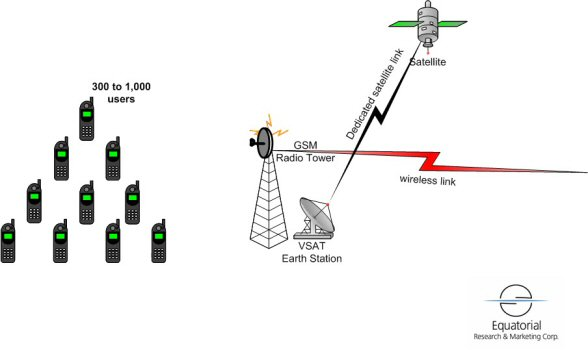 300 to 1,000
users
Satellite
Dedicated satellite link
GSM
Radio Tower
wireless link
VSAT
Earth Station
Equatorial
Research & Marketing Corp.